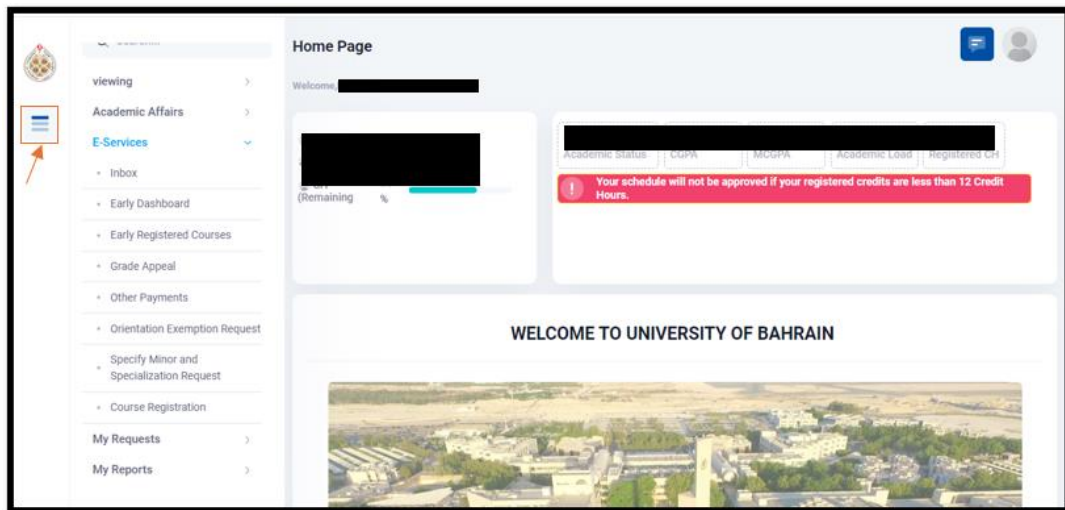 Home Page
viewing
Welcome,
Academic Affairs
E-Services
Inbox
Early Dashboard
Early Registered Courses
Grade Appeal
Other Payments
Orientation Exemption Request
Specify Minor and
Specialization Request
Course Registration
My Requests
My Reports
(Remaining %
Academic Status CGPA MCGPA Academic Load Registered CH
Your schedule will not be approved if your registered credits are less than 12 Credit
Hours.
WELCOME TO UNIVERSITY OF BAHRAIN